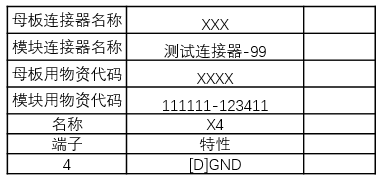 母板连接器名称 XXX
模块连接器名称 测试连接器-99
母板用物资代码 XXXX
模块用物资代码 111111-123411
名称 X4
端子 特性
4 [D]GND